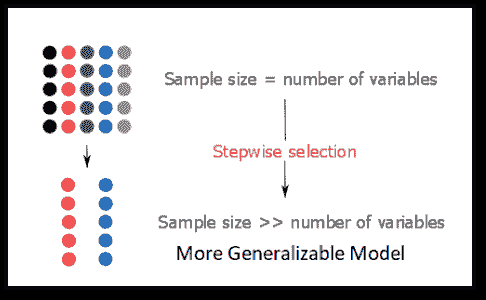 Sample size = number of variables
Stepwise selection
Sample size >> number of variables
More Generalizable Model